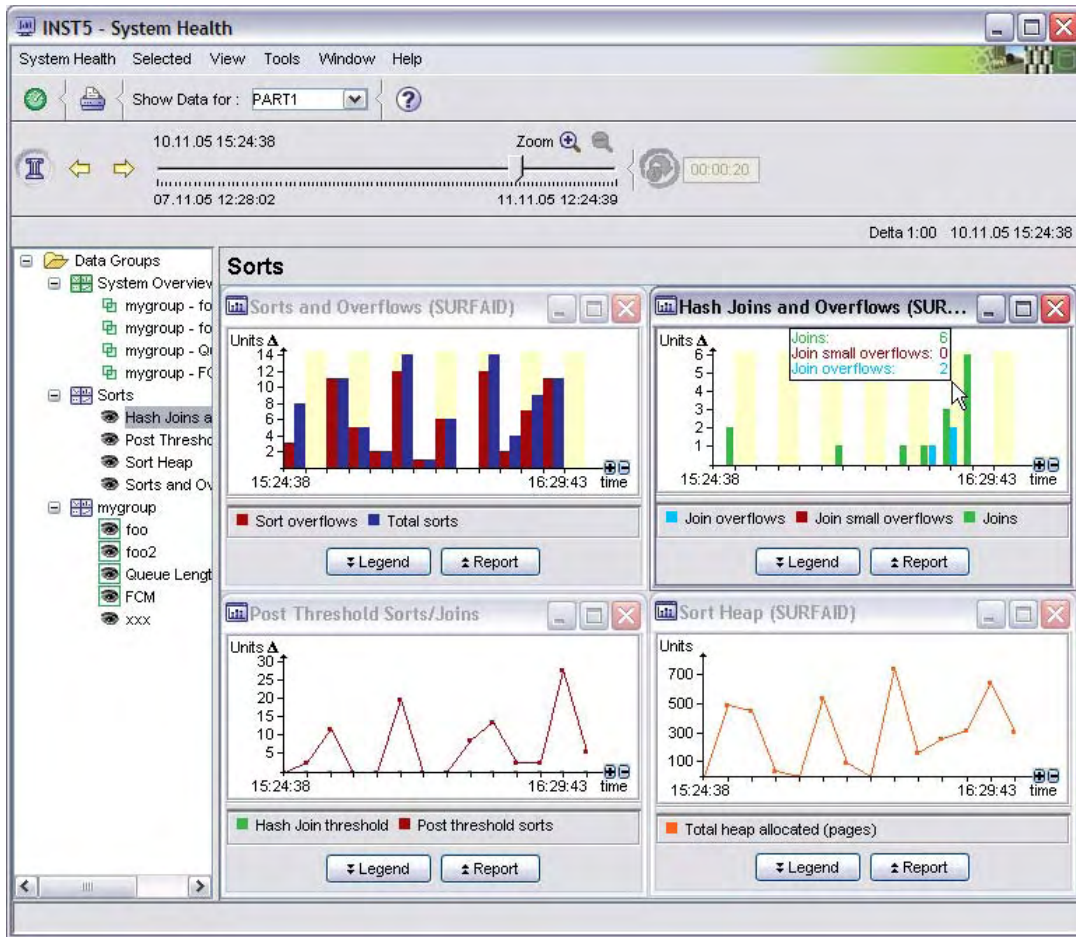 INST5 - System Health
System Health Selected View Tools Window Help
Show Data for : PART1
10.11.05 15:24:38 Zoom
00:00:20
07.11.05 12:28:02 11.11.05 12:24:39
Delta 1:00 10.11.05 15:24:38
Data Groups
System Overview
mygroup - fo
mygroup - fo
mygroup - Qu
mygroup - FC
Sorts
Hash Joins a
Post Thresho
Sort Heap
Sorts and Ov
mygroup
foo
foo2
Queue Lengt
FCM
xxx
Sorts
Sorts and Overflows (SURFAID)
Units Δ
14
12
10
8
6
4
2
15:24:38 16:29:43 time
Sort overflows Total sorts
Legend Report
Hash Joins and Overflows (SUR...
Joins: 6
Join small overflows: 0
Join overflows: 2
Units Δ
6
5
4
3
2
1
15:24:38 16:29:43 time
Join overflows Join small overflows Joins
Legend Report
Post Threshold Sorts/Joins
Units Δ
30
25
20
15
10
5
15:24:38 16:29:43 time
Hash Join threshold Post threshold sorts
Legend Report
Sort Heap (SURFAID)
Units
700
500
300
100
15:24:38 16:29:43 time
Total heap allocated (pages)
Legend Report